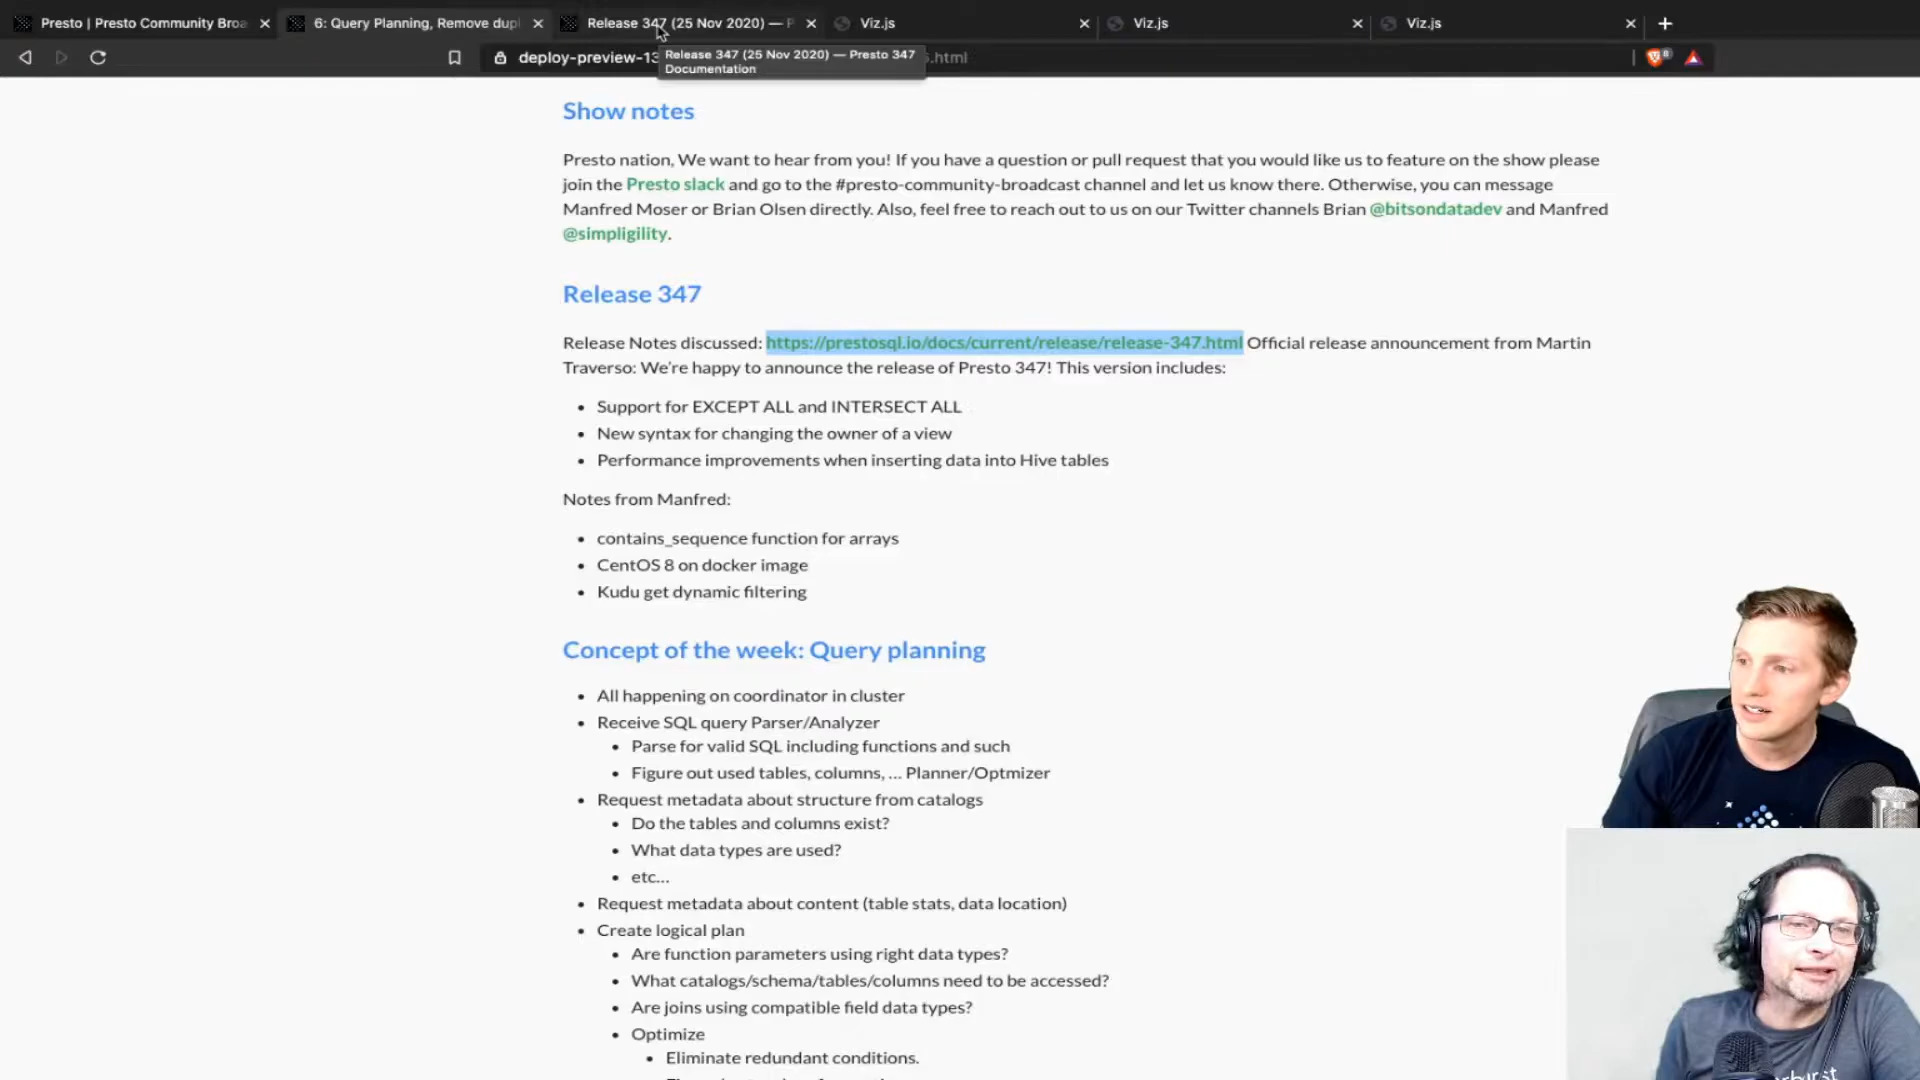 Presto | Presto Community Broa
6: Query Planning, Remove dupl
Release 347 (25 Nov 2020) — P
Viz.js
Viz.js
Viz.js
deploy-preview-13
.html
Release 347 (25 Nov 2020) — Presto 347
Documentation
Show notes
Presto nation, We want to hear from you! If you have a question or pull request that you would like us to feature on the show please
join the Presto slack and go to the #presto-community-broadcast channel and let us know there. Otherwise, you can message
Manfred Moser or Brian Olsen directly. Also, feel free to reach out to us on our Twitter channels Brian @bitsondatadev and Manfred
@simpligility.
Release 347
Release Notes discussed: https://prestosql.io/docs/current/release/release-347.html Official release announcement from Martin
Traverso: We're happy to announce the release of Presto 347! This version includes:
• Support for EXCEPT ALL and INTERSECT ALL
• New syntax for changing the owner of a view
• Performance improvements when inserting data into Hive tables
Notes from Manfred:
• contains_sequence function for arrays
• CentOS 8 on docker image
• Kudu get dynamic filtering
Concept of the week: Query planning
• All happening on coordinator in cluster
• Receive SQL query Parser/Analyzer
• Parse for valid SQL including functions and such
• Figure out used tables, columns, … Planner/Optmizer
• Request metadata about structure from catalogs
• Do the tables and columns exist?
• What data types are used?
• etc…
• Request metadata about content (table stats, data location)
• Create logical plan
• Are function parameters using right data types?
• What catalogs/schema/tables/columns need to be accessed?
• Are joins using compatible field data types?
• Optimize
• Eliminate redundant conditions.